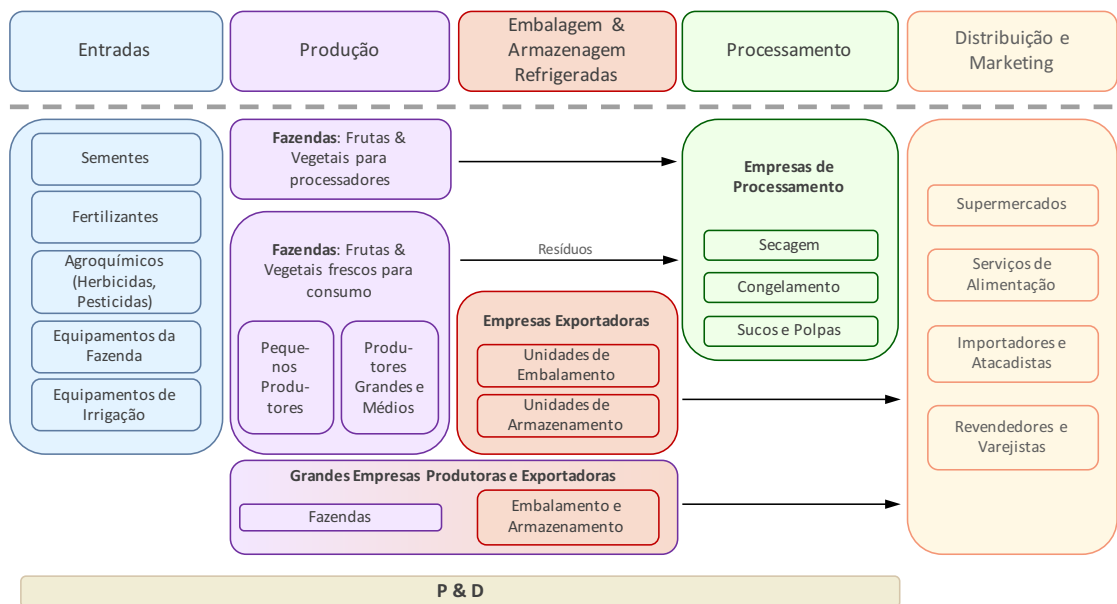 Entradas
Produção
Embalagem &
Armazenagem
Refrigeradas
Processamento
Distribuição e
Marketing
Sementes
Fertilizantes
Agroquímicos
(Herbicidas,
Pesticidas)
Equipamentos da
Fazenda
Equipamentos de
Irrigação
Fazendas: Frutas &
Vegetais para
processadores
Fazendas: Frutas &
Vegetais frescos para
consumo
Peque-
nos
Produ-
tores
Produ-
tores
Grandes e
Médios
Resíduos
Empresas Exportadoras
Unidades de
Embalamento
Unidades de
Armazenamento
Grandes Empresas Produtoras e Exportadoras
Fazendas
Embalamento e
Armazenamento
Empresas de
Processamento
Secagem
Congelamento
Sucos e Polpas
Supermercados
Serviços de
Alimentação
Importadores e
Atacadistas
Revendedores e
Varejistas
P & D